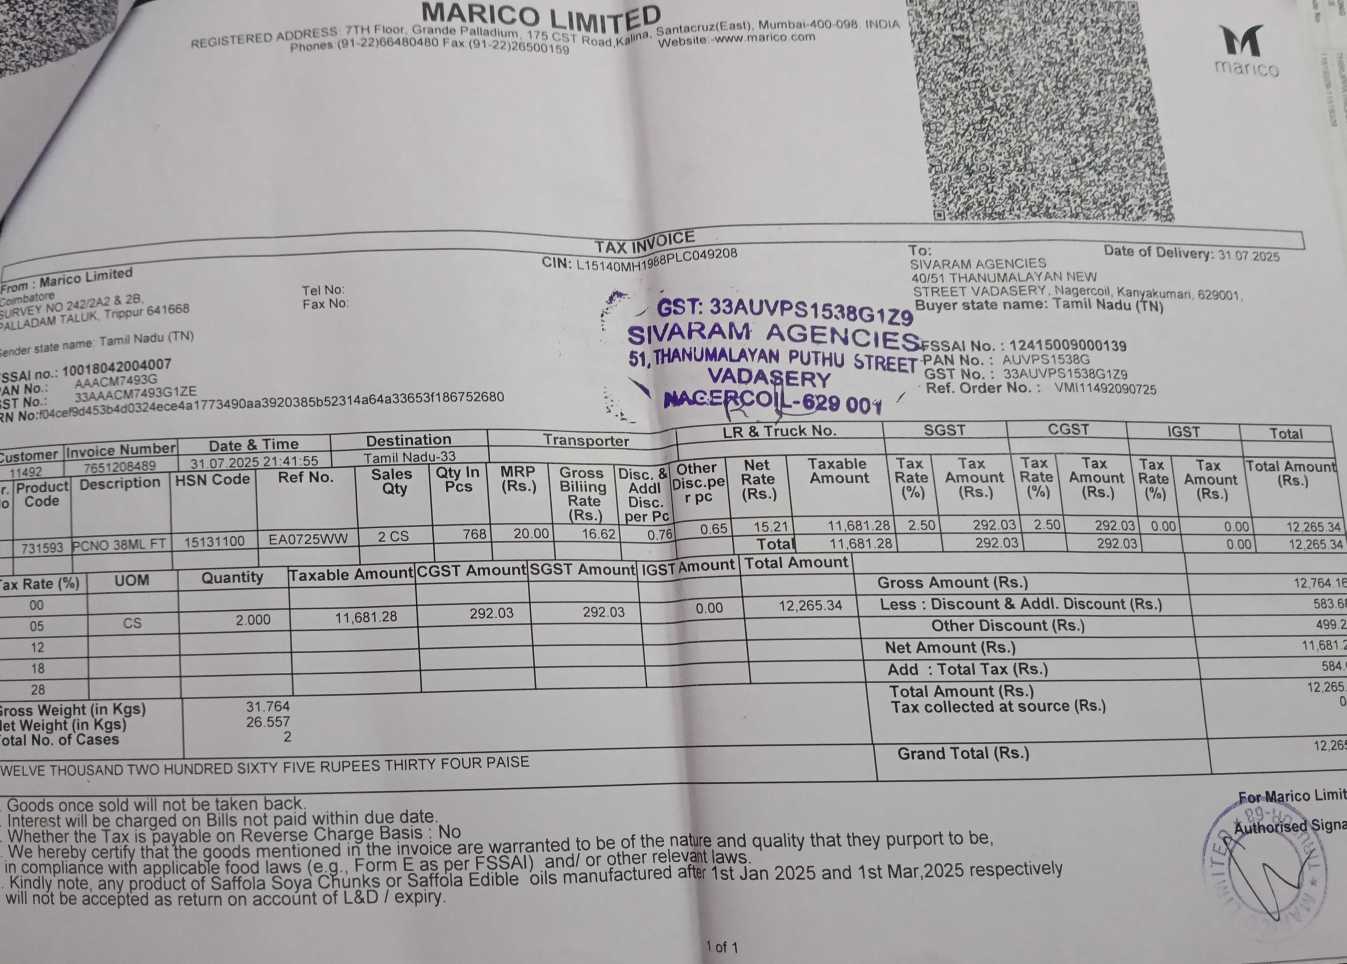 MARICO LIMITED
REGISTERED ADDRESS: 7TH Floor, Grande Palladium, 175 CST Road,Kalina, Santacruz(East), Mumbai-400-098. INDIA
Phones (91-22)66480480 Fax (91-22)26500159 Website:-www.marico.com
marico
TAX INVOICE
CIN: L15140MH1988PLC049208
From : Marico Limited
Coimbatore
SURVEY NO 242/2A2 & 2B,
PALLADAM TALUK, Trippur 641668
Sender state name: Tamil Nadu (TN)
FSSAI no.: 10018042004007
PAN No.: AAACM7493G
GST No.: 33AAACM7493G1ZE
RN No:f04cef9d453b4d0324ece4a1773490aa3920385b52314a64a33653f186752680
Tel No:
Fax No:
GST: 33AUVPS1538G1Z9
SIVARAM AGENCIES
51, THANUMALAYAN PUTHU STREET
VADASERY
NAGERCOIL-629 001
To: Date of Delivery: 31.07.2025
SIVARAM AGENCIES
40/51 THANUMALAYAN NEW
STREET VADASERY, Nagercoil, Kanyakumari, 629001,
Buyer state name: Tamil Nadu (TN)
FSSAI No. : 12415009000139
PAN No. : AUVPS1538G
GST No. : 33AUVPS1538G1Z9
Ref. Order No. : VMI11492090725
Customer Invoice Number Date & Time Destination Transporter LR & Truck No. SGST CGST IGST Total
11492 7651208489 31.07.2025 21:41:55 Tamil Nadu-33
Product Code Description HSN Code Ref No. Sales Qty Qty In Pcs MRP (Rs.) Gross Biliing Rate (Rs.) Disc. & Addl Disc. per Pc Other Disc.pe r pc Net Rate (Rs.) Taxable Amount Tax Rate (%) Tax Amount (Rs.) Tax Rate (%) Tax Amount (Rs.) Tax Rate (%) Tax Amount (Rs.) Total Amount (Rs.)
731593 PCNO 38ML FT 15131100 EA0725WW 2 CS 768 20.00 16.62 0.76 0.65 15.21 11,681.28 2.50 292.03 2.50 292.03 0.00 0.00 12,265.34
Total 11,681.28 292.03 292.03 0.00 12,265.34
Tax Rate (%) UOM Quantity Taxable Amount CGST Amount SGST Amount IGST Amount Total Amount
00
05 CS 2.000 11,681.28 292.03 292.03 0.00 12,265.34
12
18
28
Gross Amount (Rs.) 12,764.16
Less : Discount & Addl. Discount (Rs.) 583.68
Other Discount (Rs.) 499.2
Net Amount (Rs.) 11,681.2
Add : Total Tax (Rs.) 584.
Total Amount (Rs.) 12,265.
Tax collected at source (Rs.) 0
Grand Total (Rs.) 12,265
Gross Weight (in Kgs) 31.764
Net Weight (in Kgs) 26.557
Total No. of Cases 2
WELVE THOUSAND TWO HUNDRED SIXTY FIVE RUPEES THIRTY FOUR PAISE
. Goods once sold will not be taken back.
. Interest will be charged on Bills not paid within due date.
. Whether the Tax is payable on Reverse Charge Basis : No
. We hereby certify that the goods mentioned in the invoice are warranted to be of the nature and quality that they purport to be,
in compliance with applicable food laws (e.g., Form E as per FSSAI) and/ or other relevant laws.
. Kindly note, any product of Saffola Soya Chunks or Saffola Edible oils manufactured after 1st Jan 2025 and 1st Mar,2025 respectively
will not be accepted as return on account of L&D / expiry.
For Marico Limit
Authorised Signa
1 of 1